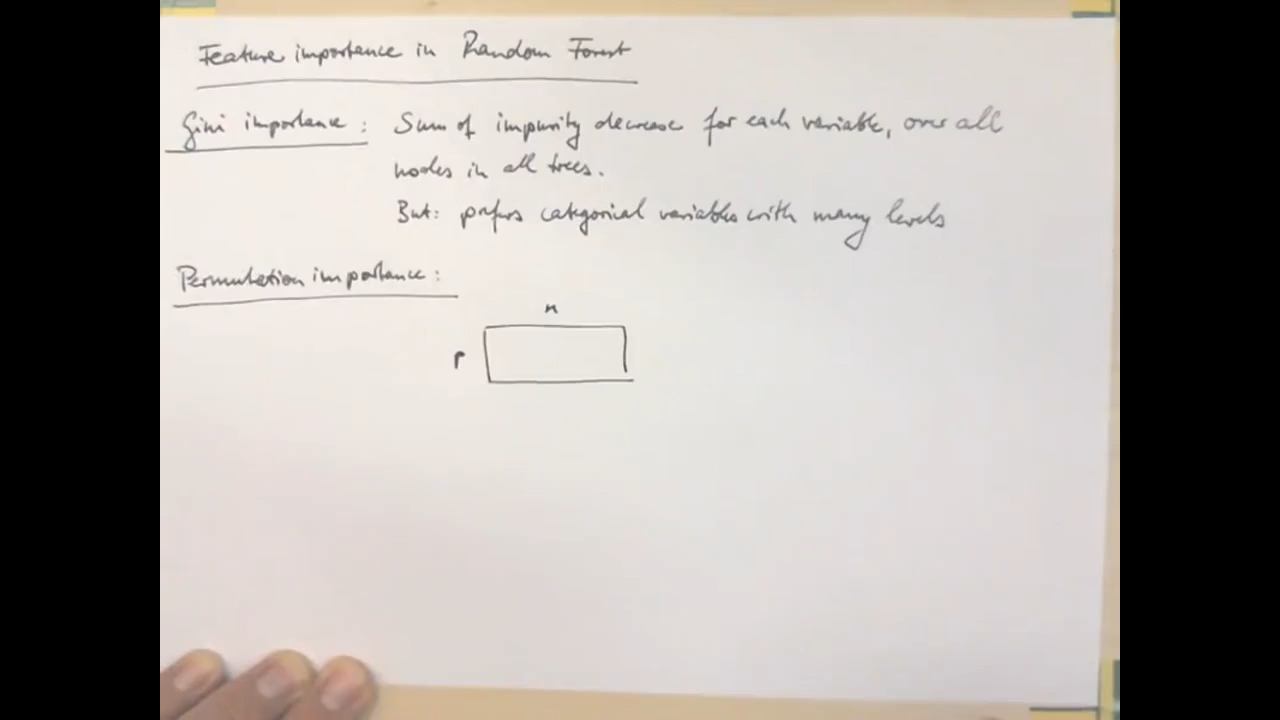 Feature importance in Random Forest
Gini importance: Sum of impurity decrease for each variable, over all
nodes in all trees.
But: prefers categorical variables with many levels
Permutation importance:
n
p